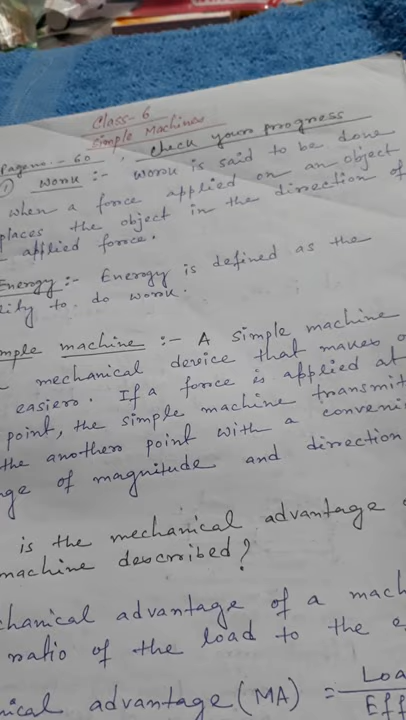 Class-6
Simple Machines
Page no. - 60 check your progress
① Work :- Work is said to be done
When a force applied on an object
places the object in the direction of
applied force.
Energy :- Energy is defined as the
lity to do work.
mple machine :- A simple machine
mechanical device that makes o
easier. If a force is applied at
point, the simple machine transmit
the another point with a conveni
ge of magnitude and direction
is the mechanical advantage
machine described?
chanical advantage of a mach
ratio of the load to the e
nical advantage (MA) = Loa
Eff